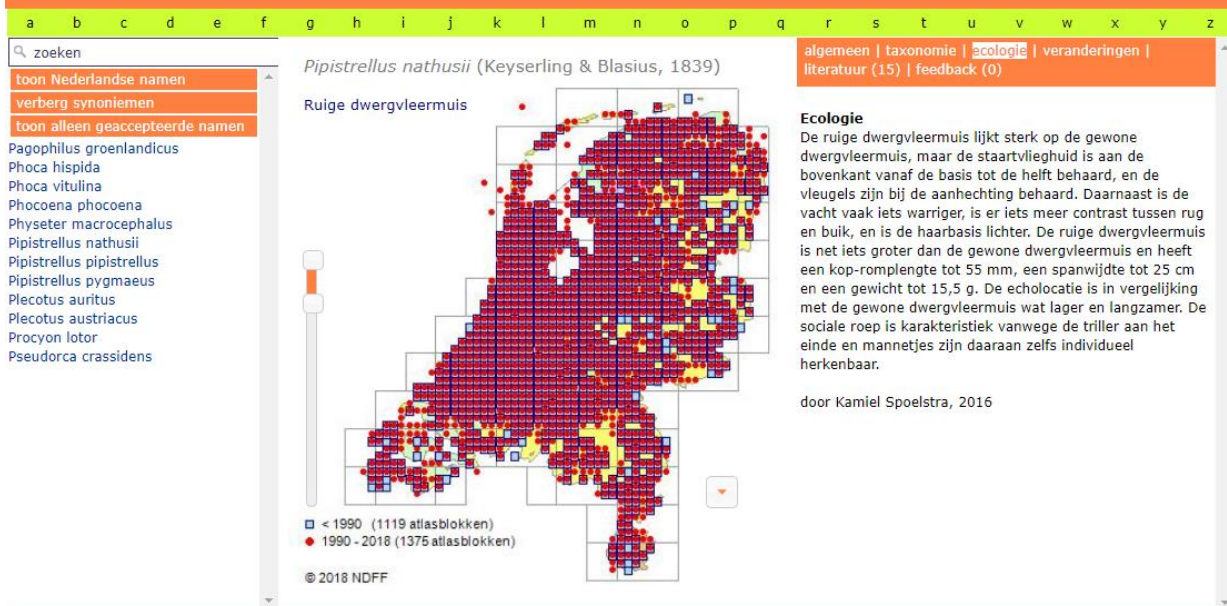 a b c d e f g h i j k l m n o p q r s t u v w x y z
zoeken
toon Nederlandse namen
verberg synoniemen
toon alleen geaccepteerde namen
Pagophilus groenlandicus
Phoca hispida
Phoca vitulina
Phocoena phocoena
Physeter macrocephalus
Pipistrellus nathusii
Pipistrellus pipistrellus
Pipistrellus pygmaeus
Plecotus auritus
Plecotus austriacus
Procyon lotor
Pseudorca crassidens
Pipistrellus nathusii (Keyserling & Blasius, 1839)
Ruige dwergvleermuis
< 1990 (1119 atlasblokken)
1990 - 2018 (1375 atlasblokken)
© 2018 NDFF
algemeen | taxonomie | ecologie | veranderingen |
literatuur (15) | feedback (0)
Ecologie
De ruige dwergvleermuis lijkt sterk op de gewone
dwergvleermuis, maar de staartvlieghuid is aan de
bovenkant vanaf de basis tot de helft behaard, en de
vleugels zijn bij de aanhechting behaard. Daarnaast is de
vacht vaak iets warriger, is er iets meer contrast tussen rug
en buik, en is de haarbasis lichter. De ruige dwergvleermuis
is net iets groter dan de gewone dwergvleermuis en heeft
een kop-romplengte tot 55 mm, een spanwijdte tot 25 cm
en een gewicht tot 15,5 g. De echolocatie is in vergelijking
met de gewone dwergvleermuis wat lager en langzamer. De
sociale roep is karakteristiek vanwege de triller aan het
einde en mannetjes zijn daaraan zelfs individueel
herkenbaar.
door Kamiel Spoelstra, 2016